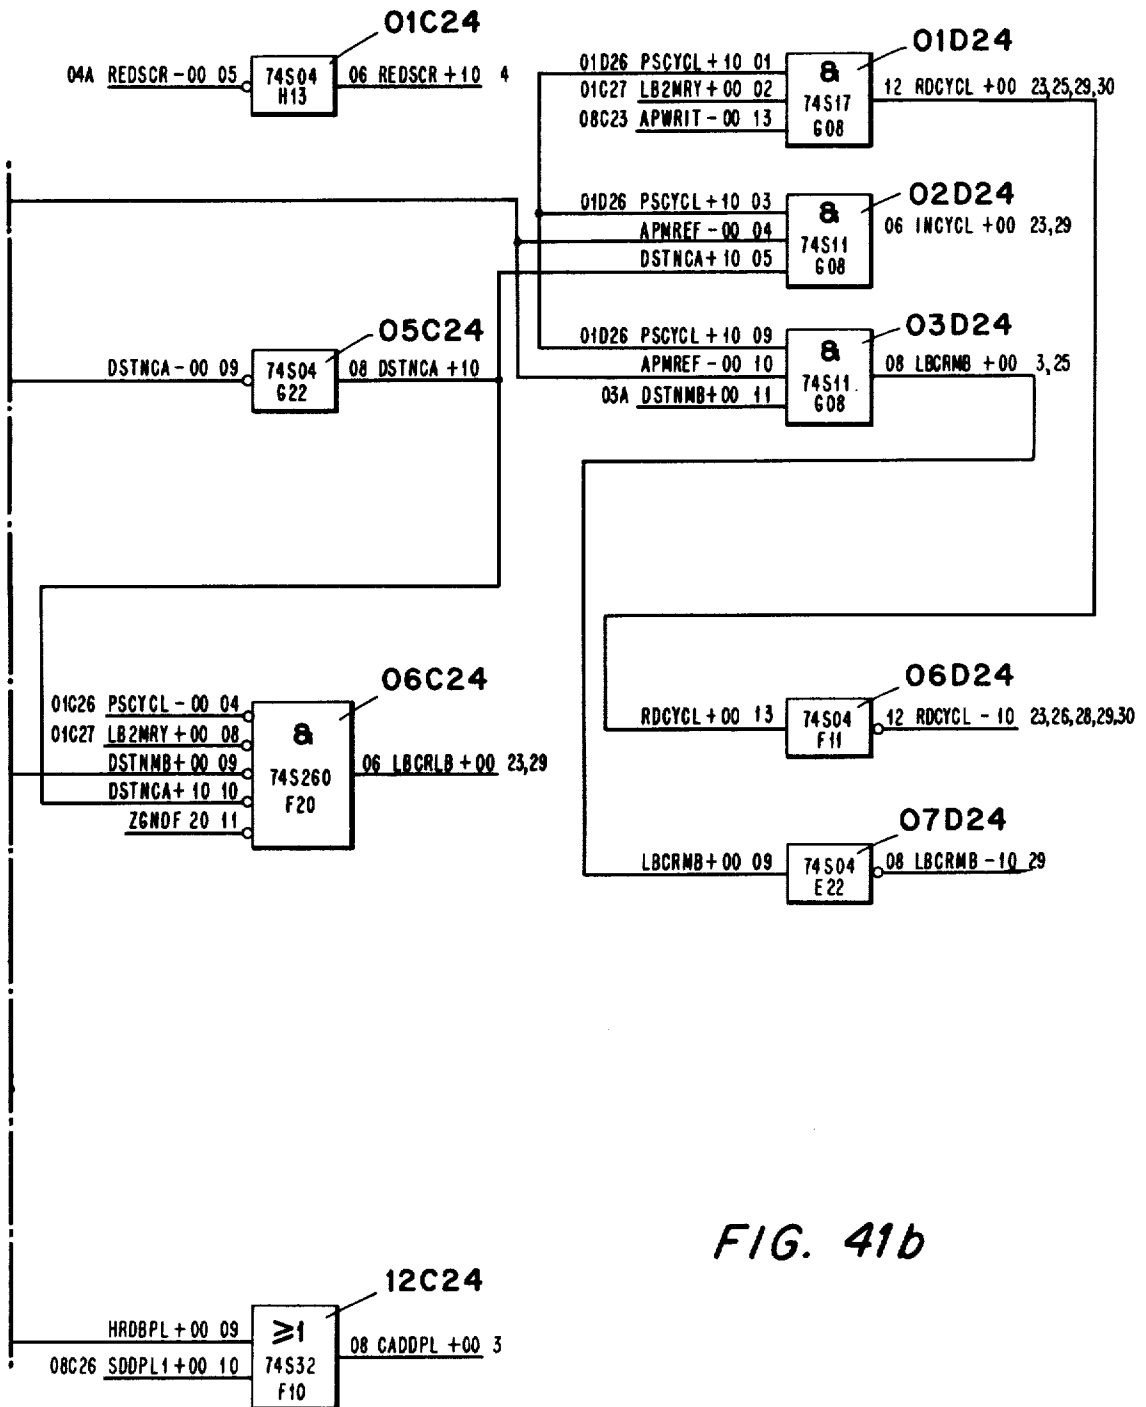 01C24
04A REDSCR-00 05
74S04
H13
06 REDSCR+10 4
01D24
01D26 PSCYCL+10 01
01C27 LB2MRY+00 02
08C23 APWRIT-00 13
&
74S17
G08
12 RDCYCL +00 23,25,29,30
02D24
01D26 PSCYCL+10 03
APMREF-00 04
DSTNCA+10 05
&
74S11
G08
06 INCYCL +00 23,29
05C24
DSTNCA-00 09
74S04
G22
08 DSTNCA+10
03D24
01D26 PSCYCL+10 09
APMREF-00 10
03A DSTNMB+00 11
&
74S11
G08
08 LBCRMB +00 3,25
06C24
01C26 PSCYCL-00 04
01C27 LB2MRY+00 08
DSTNMB+00 09
DSTNCA+10 10
ZGNDF 20 11
&
74S260
F20
06 LBCRLB+00 23,29
06D24
RDCYCL+00 13
74S04
F11
12 RDCYCL-10 23,26,28,29,30
07D24
LBCRMB+00 09
74S04
E22
08 LBCRMB-10 29
FIG. 41b
12C24
HRDBPL+00 09
08C26 SDDPL1+00 10
≥1
74S32
F10
08 CADDPL+00 3